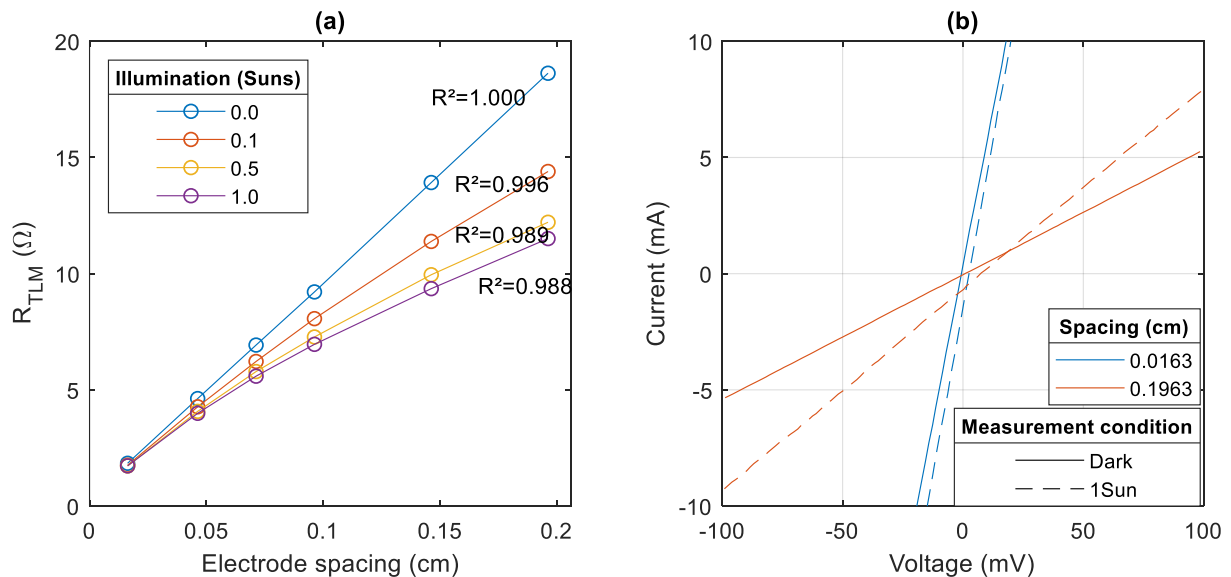 (a)
20
15
10
5
0
0
0.05
0.1
0.15
0.2
R_TLM (Ω)
Electrode spacing (cm)
Illumination (Suns)
0.0
0.1
0.5
1.0
R²=1.000
R²=0.996
R²=0.989
R²=0.988
(b)
10
5
0
-5
-10
-100
-50
0
50
100
Current (mA)
Voltage (mV)
Spacing (cm)
0.0163
0.1963
Measurement condition
Dark
1Sun